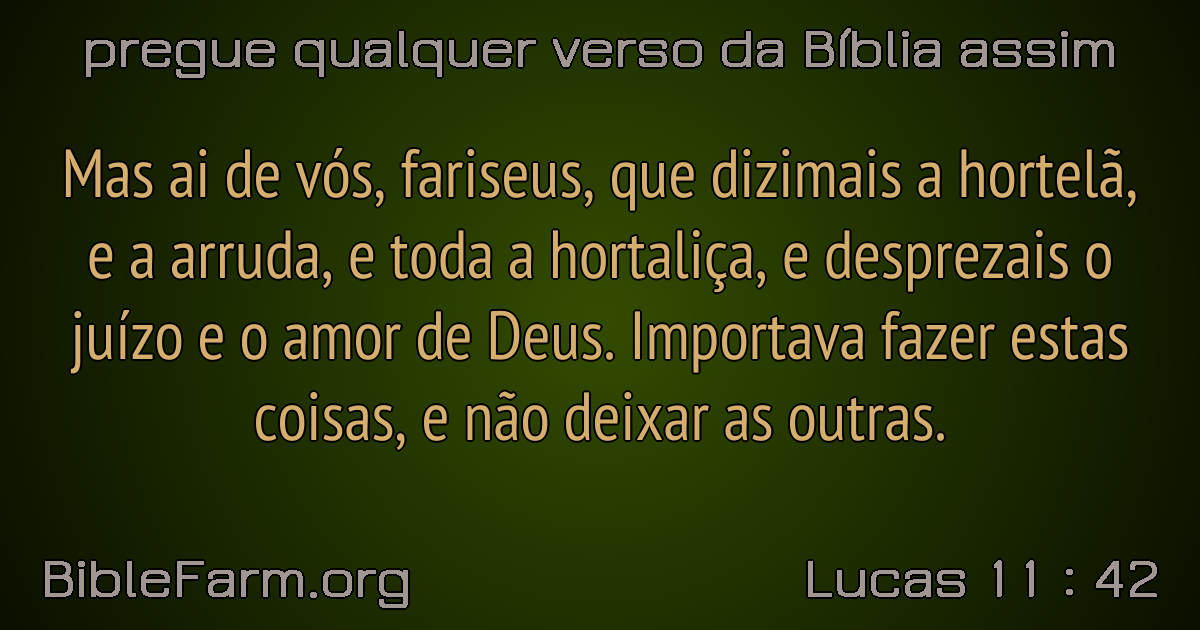 pregue qualquer verso da Bíblia assim
Mas ai de vós, fariseus, que dizimais a hortelã,
e a arruda, e toda a hortaliça, e desprezais o
juízo e o amor de Deus. Importava fazer estas
coisas, e não deixar as outras.
BibleFarm.org
Lucas 11 : 42